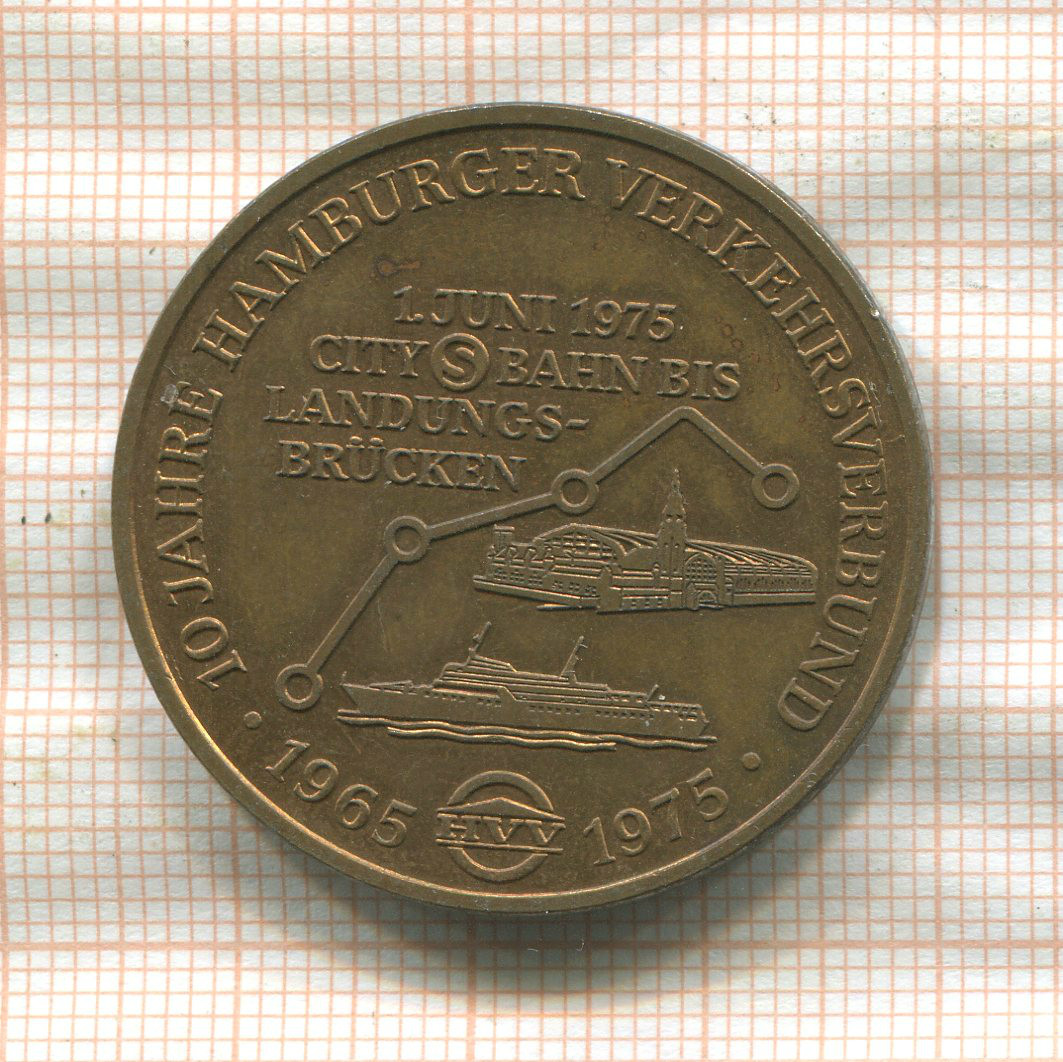 10 JAHRE HAMBURGER VERKEHRSVERBUND
1. JUNI 1975
CITY S BAHN BIS
LANDUNGS-
BRÜCKEN
• 1965 HVV 1975 •